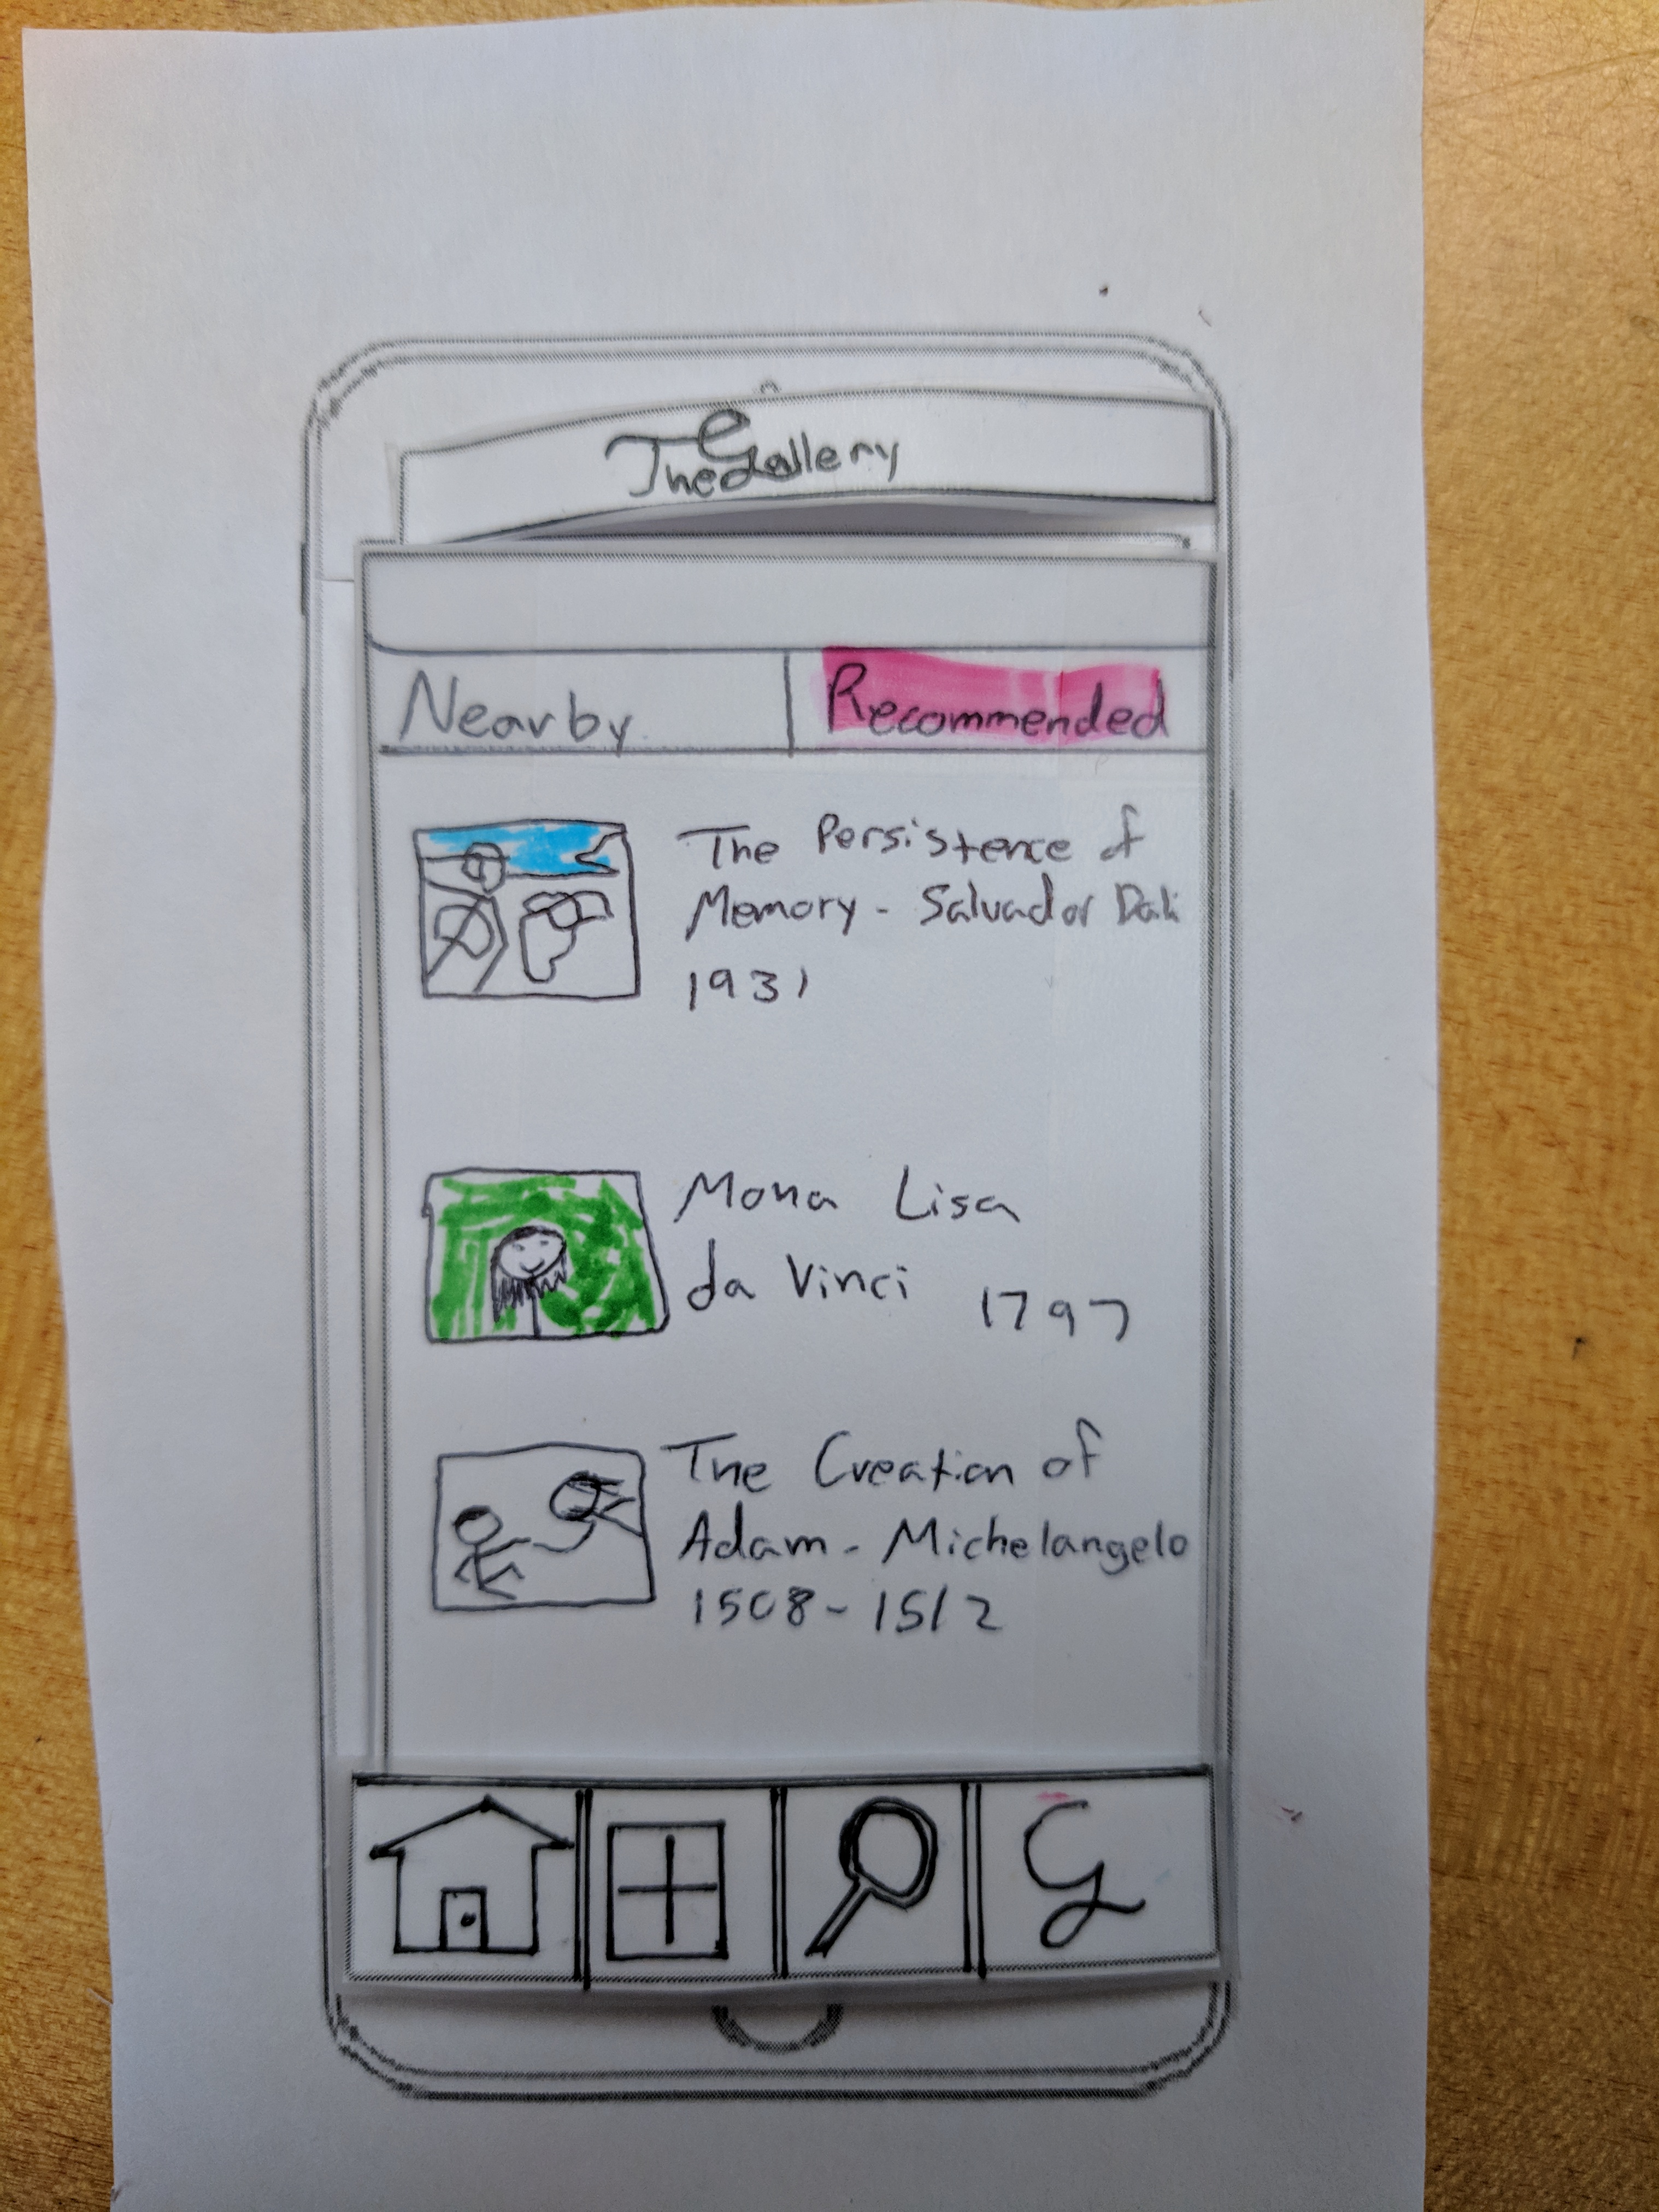 The Gallery
Nearby
Recommended
The Persistence of
Memory - Salvador Dali
1931
Mona Lisa
da Vinci 1797
The Creation of
Adam - Michelangelo
1508 - 1512
G